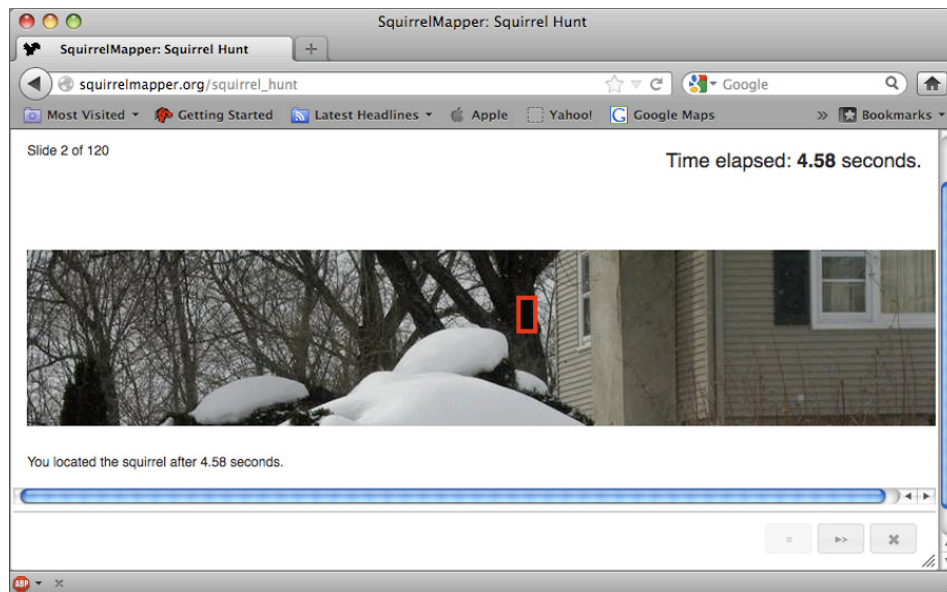 SquirrelMapper: Squirrel Hunt
SquirrelMapper: Squirrel Hunt
squirrelmapper.org/squirrel_hunt
Google
Most Visited
Getting Started
Latest Headlines
Apple
Yahoo!
Google Maps
Bookmarks
Slide 2 of 120
Time elapsed: 4.58 seconds.
You located the squirrel after 4.58 seconds.
ABP